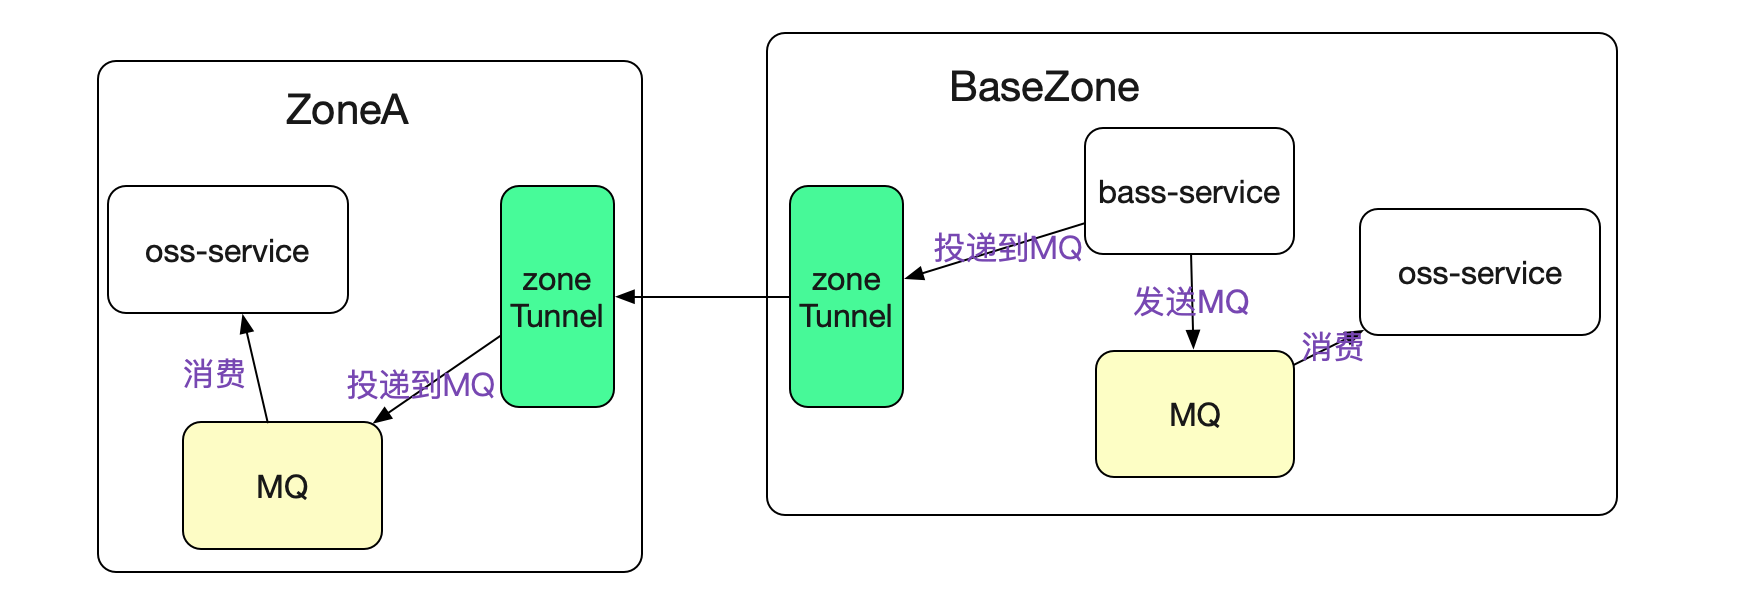 ZoneA
oss-service
zone
Tunnel
消费
投递到MQ
MQ
BaseZone
bass-service
zone
Tunnel
投递到MQ
oss-service
发送MQ
消费
MQ